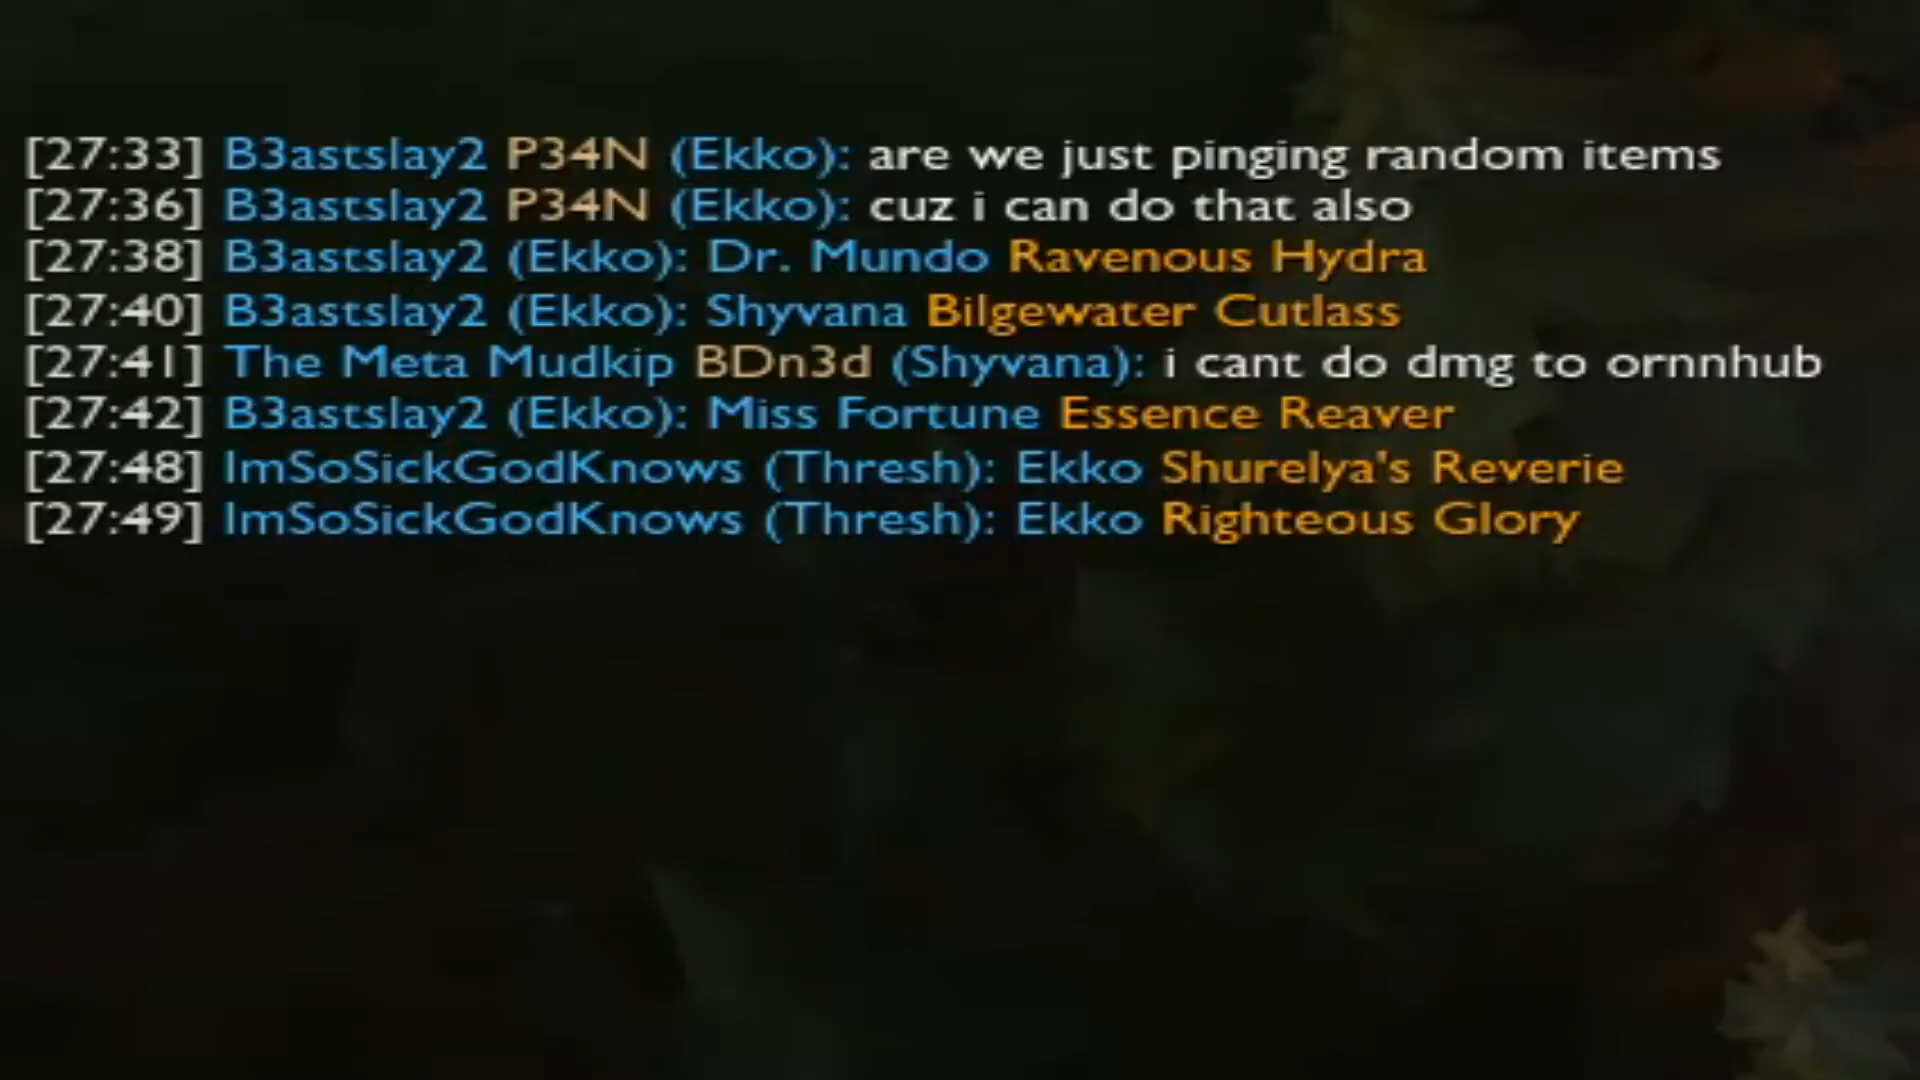 [27:33] B3astslay2 P34N (Ekko): are we just pinging random items
[27:36] B3astslay2 P34N (Ekko): cuz i can do that also
[27:38] B3astslay2 (Ekko): Dr. Mundo Ravenous Hydra
[27:40] B3astslay2 (Ekko): Shyvana Bilgewater Cutlass
[27:41] The Meta Mudkip BDn3d (Shyvana): i cant do dmg to ornnhub
[27:42] B3astslay2 (Ekko): Miss Fortune Essence Reaver
[27:48] ImSoSickGodKnows (Thresh): Ekko Shurelya's Reverie
[27:49] ImSoSickGodKnows (Thresh): Ekko Righteous Glory